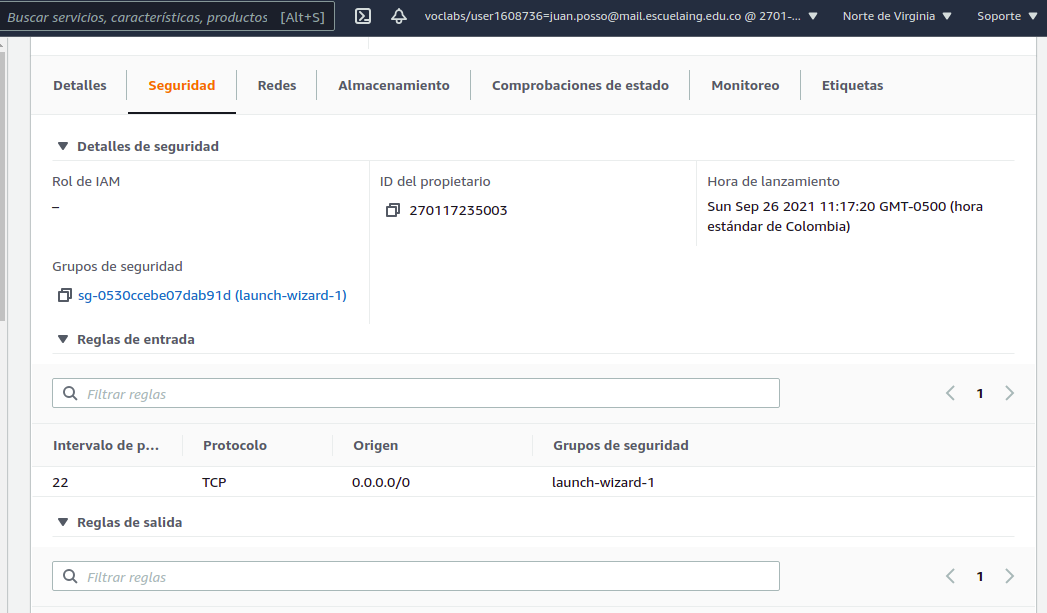 Buscar servicios, características, productos [Alt+S] voclabs/user1608736=juan.posso@mail.escuelaing.edu.co @ 2701-... Norte de Virginia Soporte
Detalles Seguridad Redes Almacenamiento Comprobaciones de estado Monitoreo Etiquetas
Detalles de seguridad
Rol de IAM ID del propietario Hora de lanzamiento
– 270117235003 Sun Sep 26 2021 11:17:20 GMT-0500 (hora
estándar de Colombia)
Grupos de seguridad
sg-0530ccebe07dab91d (launch-wizard-1)
Reglas de entrada
Filtrar reglas 1
Intervalo de p... Protocolo Origen Grupos de seguridad
22 TCP 0.0.0.0/0 launch-wizard-1
Reglas de salida
Filtrar reglas 1